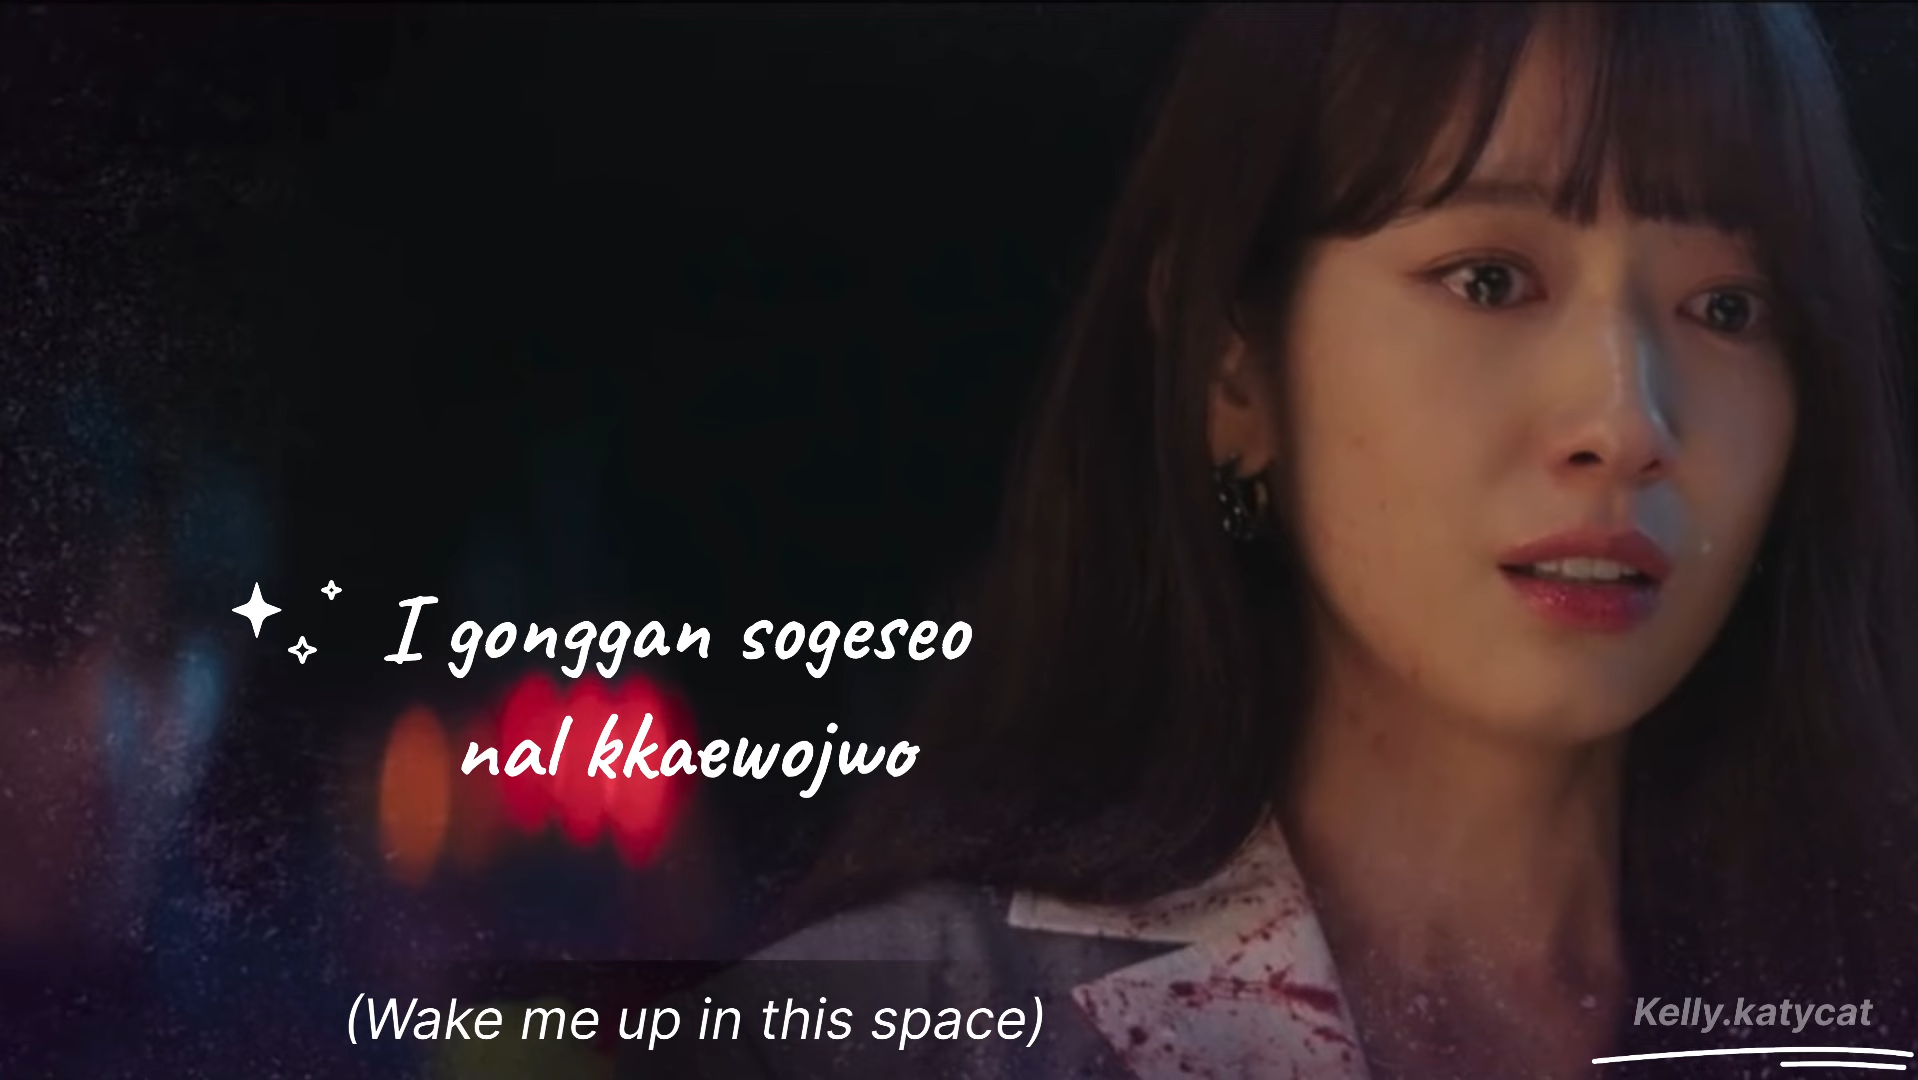 I gonggan sogeseo
nal kkaewojwo
(Wake me up in this space)
Kelly.katycat